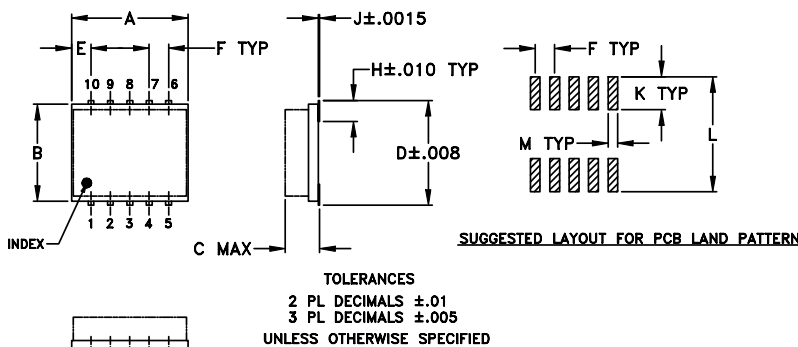 A
E
F TYP
10 9 8 7 6
B
1 2 3 4 5
INDEX
J±.0015
H±.010 TYP
D±.008
C MAX
F TYP
K TYP
M TYP
L
SUGGESTED LAYOUT FOR PCB LAND PATTERN
TOLERANCES
2 PL DECIMALS ±.01
3 PL DECIMALS ±.005
UNLESS OTHERWISE SPECIFIED